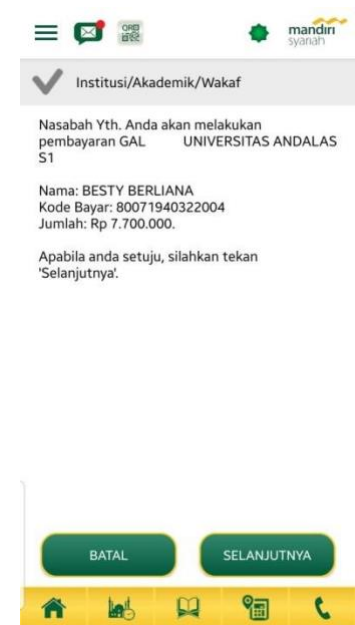 mandiri
syariah
Institusi/Akademik/Wakaf
Nasabah Yth. Anda akan melakukan
pembayaran GAL UNIVERSITAS ANDALAS
S1
Nama: BESTY BERLIANA
Kode Bayar: 80071940322004
Jumlah: Rp 7.700.000.
Apabila anda setuju, silahkan tekan
'Selanjutnya'.
BATAL
SELANJUTNYA